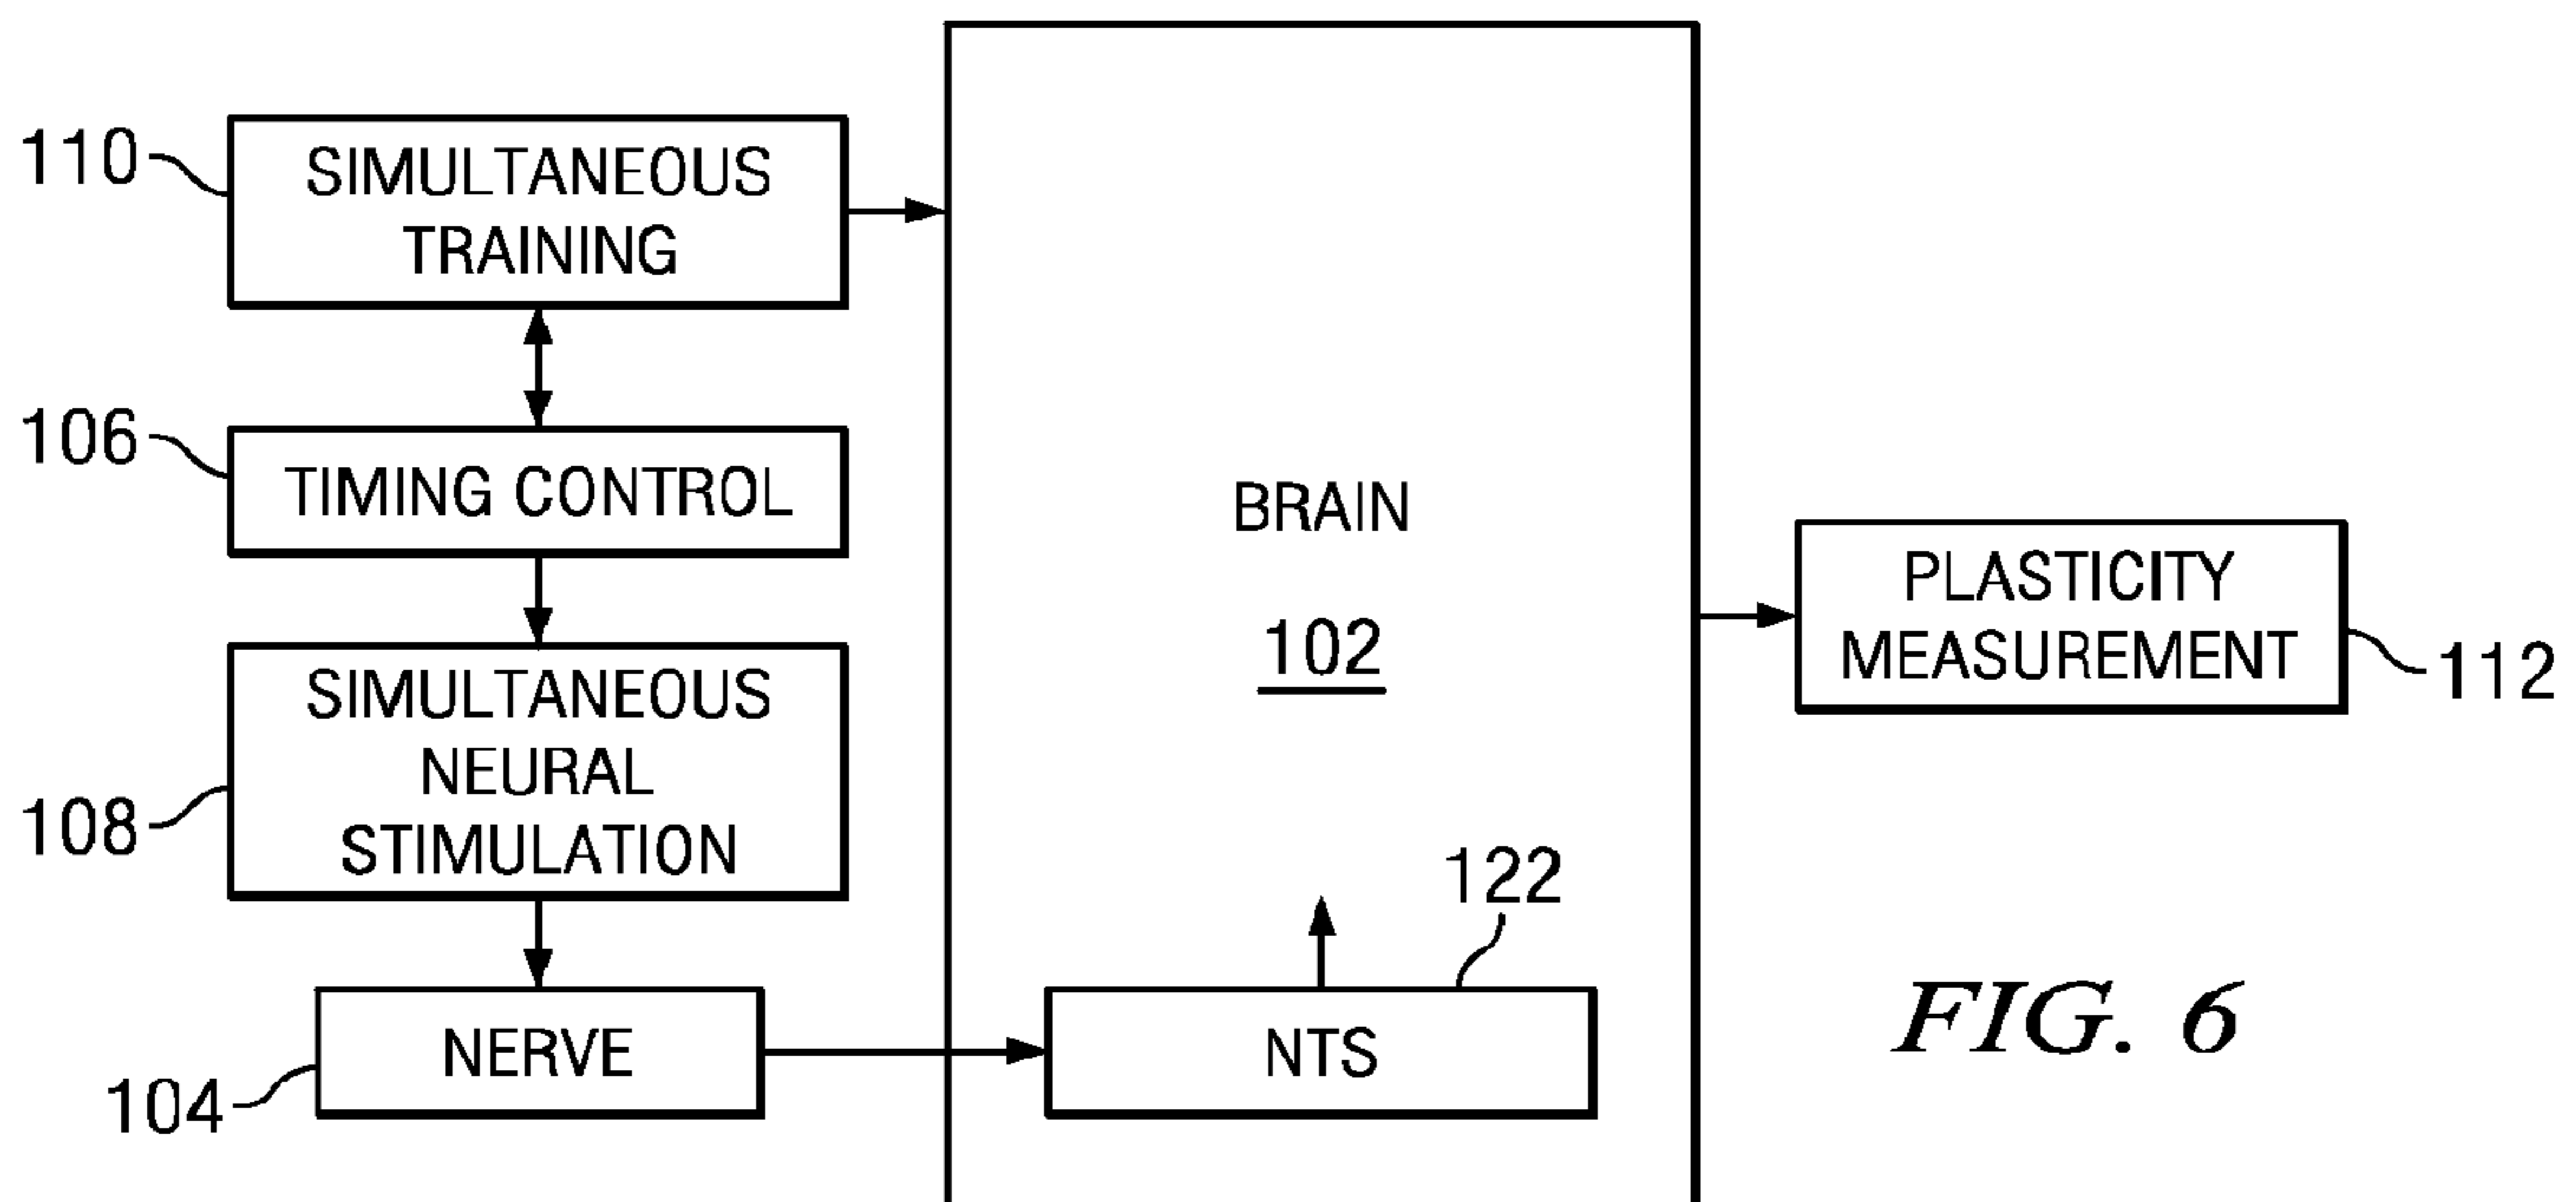 110
SIMULTANEOUS
TRAINING
106
TIMING CONTROL
108
SIMULTANEOUS
NEURAL
STIMULATION
104
NERVE
BRAIN
102
122
NTS
PLASTICITY
MEASUREMENT
112
FIG. 6